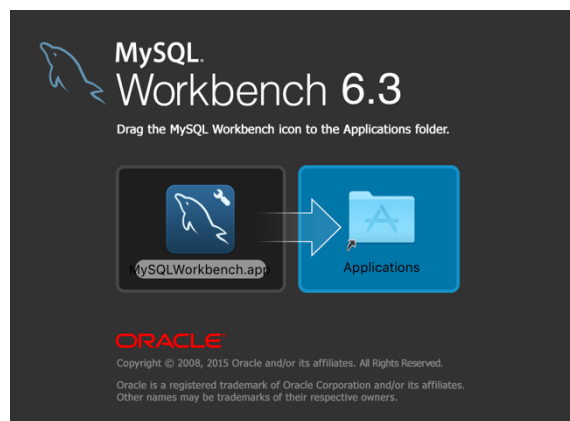 MySQL.
Workbench 6.3
Drag the MySQL Workbench icon to the Applications folder.
MySQLWorkbench.app
Applications
ORACLE
Copyright © 2008, 2015 Oracle and/or its affiliates. All Rights Reserved.
Oracle is a registered trademark of Oracle Corporation and/or its affiliates.
Other names may be trademarks of their respective owners.